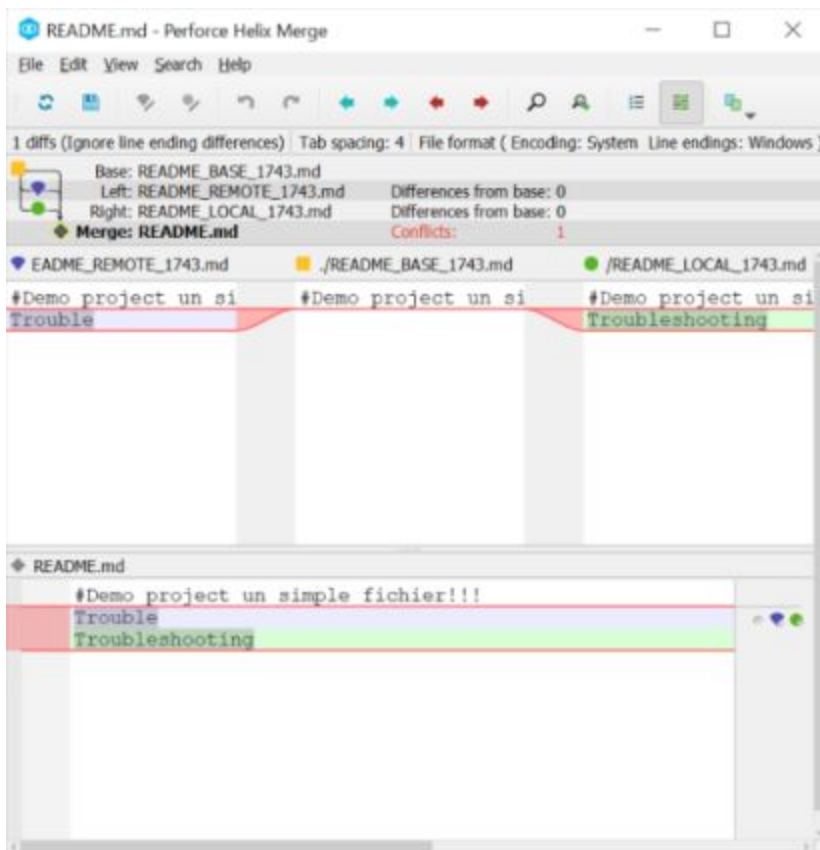 README.md - Perforce Helix Merge
File Edit View Search Help
1 diffs (Ignore line ending differences) Tab spacing: 4 File format ( Encoding: System Line endings: Windows )
Base: README_BASE_1743.md
Left: README_REMOTE_1743.md Differences from base: 0
Right: README_LOCAL_1743.md Differences from base: 0
Merge: README.md Conflicts: 1
EADME_REMOTE_1743.md ./README_BASE_1743.md /README_LOCAL_1743.md
#Demo project un si #Demo project un si #Demo project un si
Trouble Troubleshooting
README.md
#Demo project un simple fichier!!!
Trouble
Troubleshooting